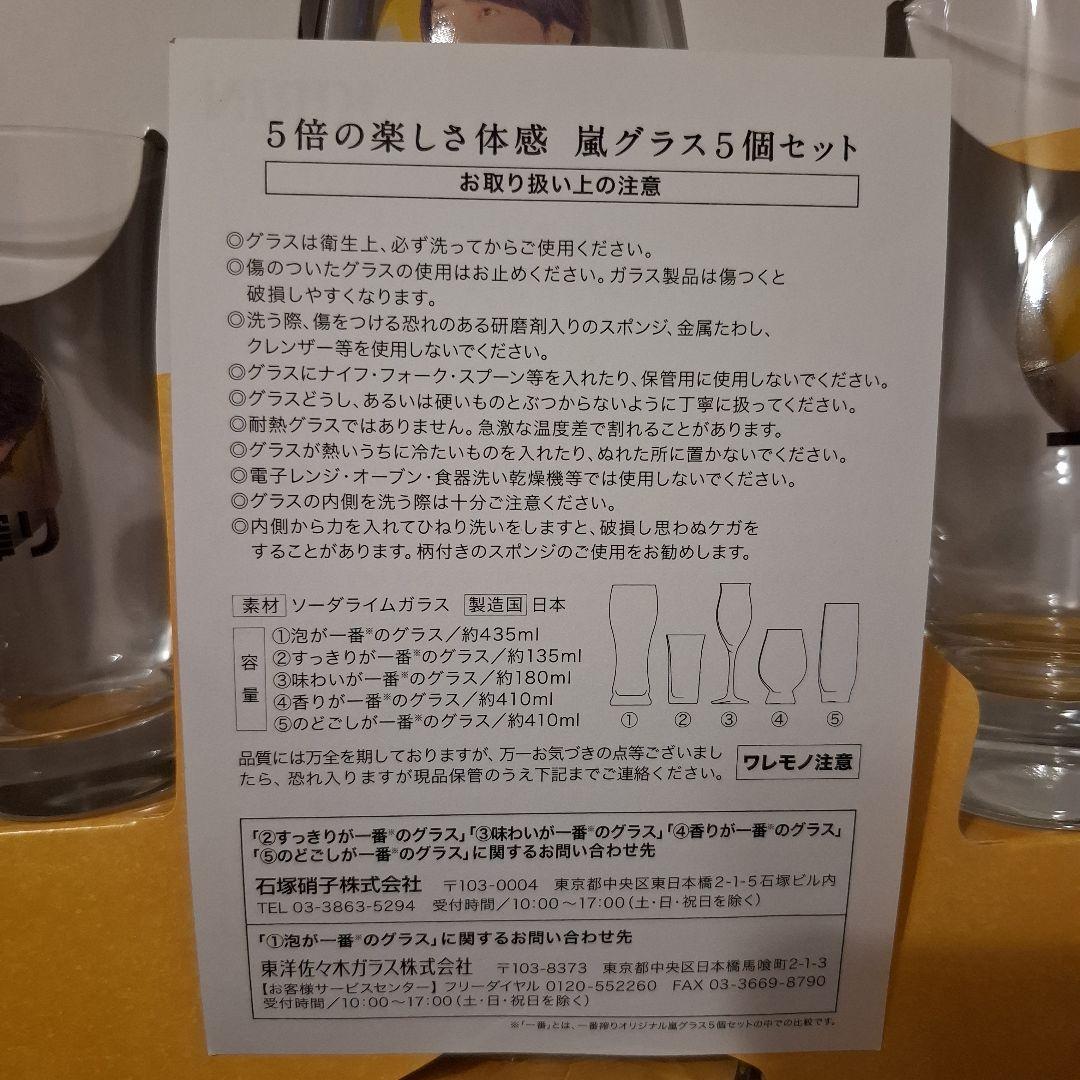 5倍の楽しさ体感 嵐グラス5個セット
お取り扱い上の注意
◎グラスは衛生上、必ず洗ってからご使用ください。
◎傷のついたグラスの使用はお止めください。ガラス製品は傷つくと
破損しやすくなります。
◎洗う際、傷をつける恐れのある研磨剤入りのスポンジ、金属たわし、
クレンザー等を使用しないでください。
◎グラスにナイフ・フォーク・スプーン等を入れたり、保管用に使用しないでください。
◎グラスどうし、あるいは硬いものとぶつからないように丁寧に扱ってください。
◎耐熱グラスではありません。急激な温度差で割れることがあります。
◎グラスが熱いうちに冷たいものを入れたり、ぬれた所に置かないでください。
◎電子レンジ・オーブン・食器洗い乾燥機等では使用しないでください。
◎グラスの内側を洗う際は十分ご注意ください。
◎内側から力を入れてひねり洗いをしますと、破損し思わぬケガを
することがあります。柄付きのスポンジのご使用をお勧めします。
素材 ソーダライムガラス 製造国 日本
容量
①泡が一番※のグラス/約435ml
②すっきりが一番※のグラス/約135ml
③味わいが一番※のグラス/約180ml
④香りが一番※のグラス/約410ml
⑤のどごしが一番※のグラス/約410ml
① ② ③ ④ ⑤
品質には万全を期しておりますが、万一お気づきの点等ございまし
たら、恐れ入りますが現品保管のうえ下記までご連絡ください。
ワレモノ注意
「②すっきりが一番※のグラス」「③味わいが一番※のグラス」「④香りが一番※のグラス」
「⑤のどごしが一番※のグラス」に関するお問い合わせ先
石塚硝子株式会社 〒103-0004 東京都中央区東日本橋2-1-5石塚ビル内
TEL 03-3863-5294 受付時間/10:00〜17:00(土・日・祝日を除く)
「①泡が一番※のグラス」に関するお問い合わせ先
東洋佐々木ガラス株式会社 〒103-8373 東京都中央区日本橋馬喰町2-1-3
【お客様サービスセンター】フリーダイヤル 0120-552260 FAX 03-3669-8790
受付時間/10:00〜17:00(土・日・祝日を除く)
※「一番」とは、一番搾りオリジナル嵐グラス5個セットの中での比較です。
搾り